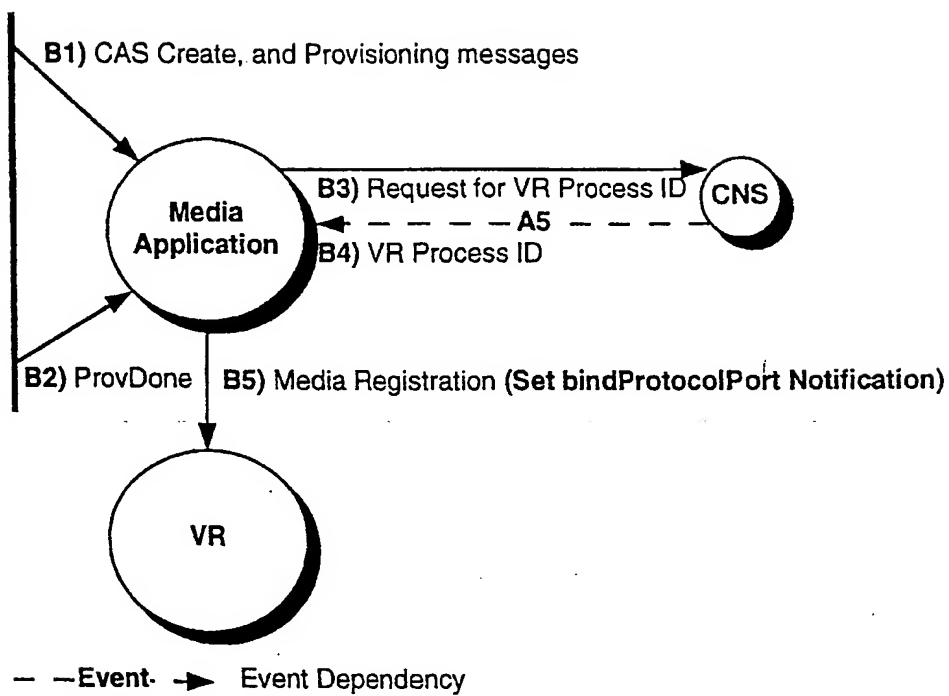 B1) CAS Create, and Provisioning messages
Media
Application
B3) Request for VR Process ID
CNS
A5
B4) VR Process ID
B2) ProvDone
B5) Media Registration (Set bindProtocolPort Notification)
VR
Event
Event Dependency